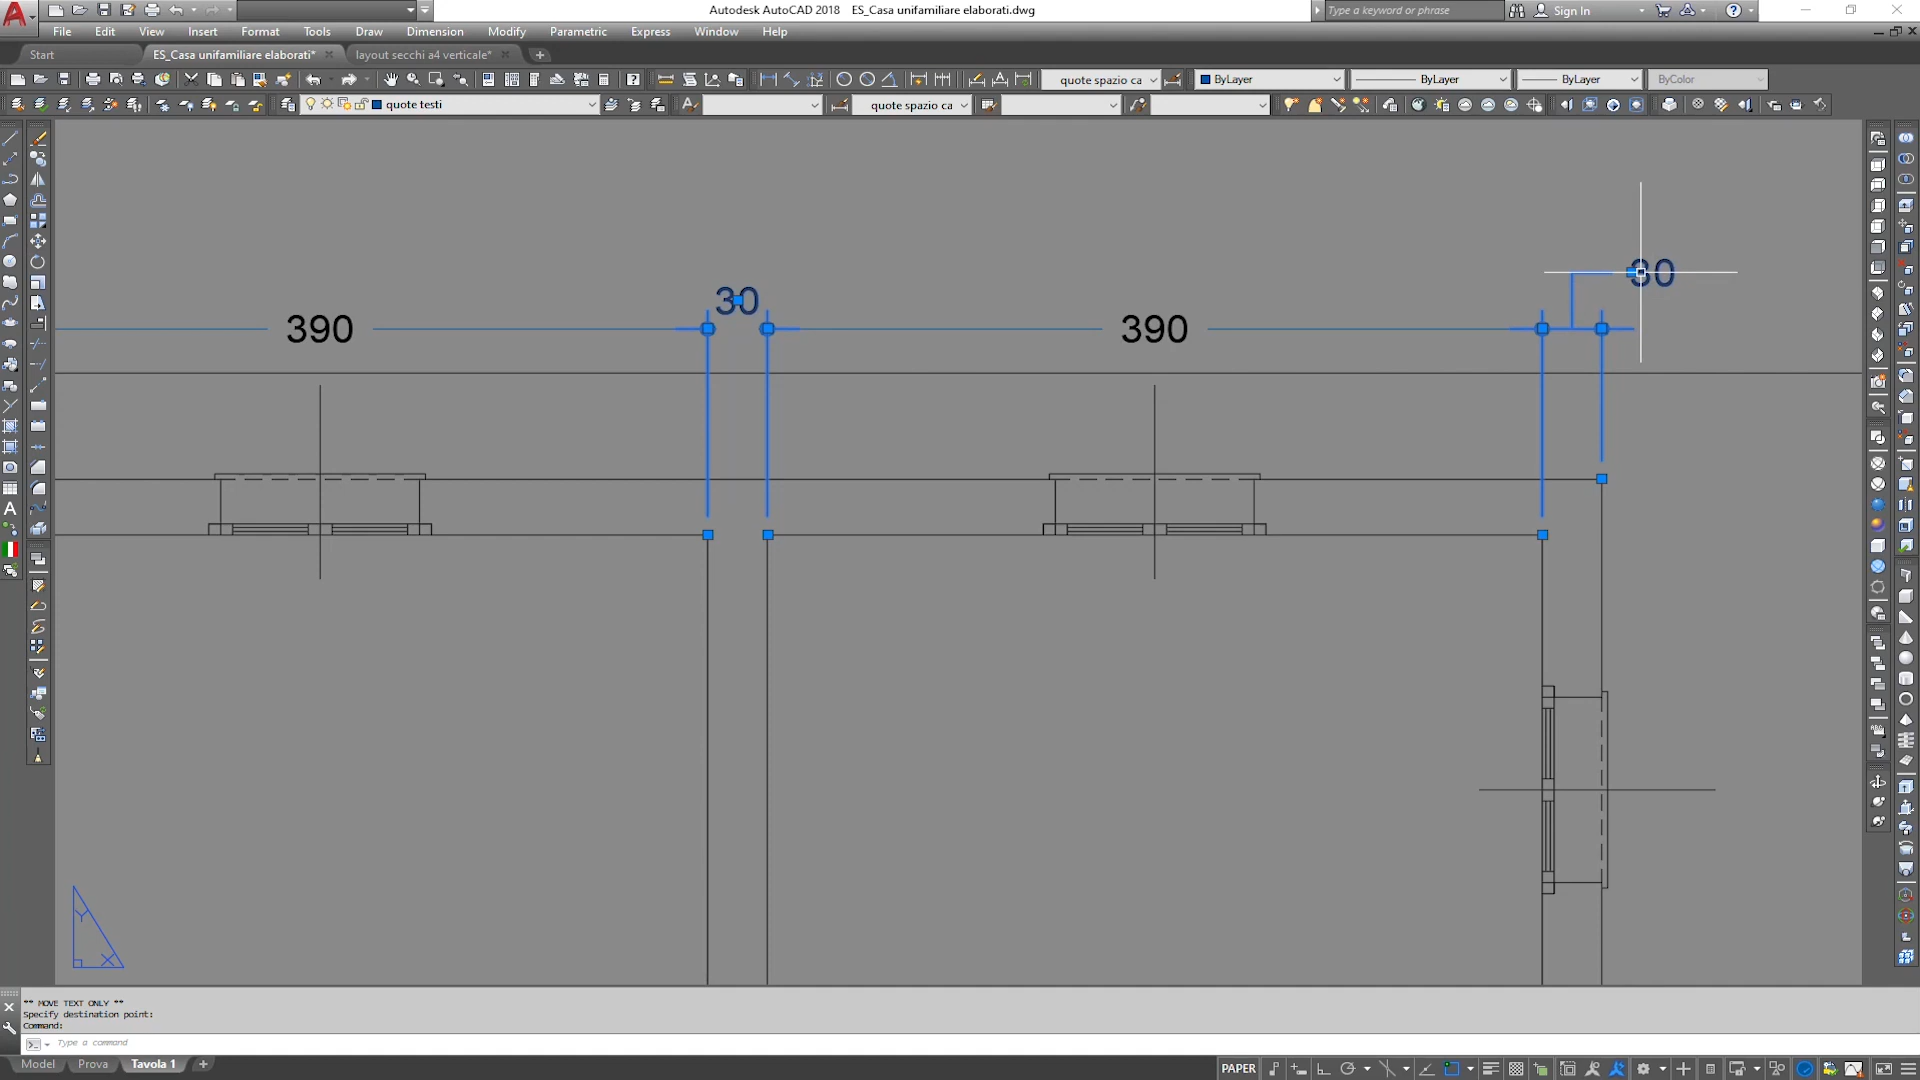 Autodesk AutoCAD 2018 ES_Casa unifamiliare elaborati.dwg
Type a keyword or phrase
Sign In
File Edit View Insert Format Tools Draw Dimension Modify Parametric Express Window Help
Start
ES_Casa unifamiliare elaborati*
layout secchi a4 verticale*
quote spazio ca
ByLayer
ByLayer
ByLayer
ByColor
quote testi
quote spazio ca
30
30
390
390
Y
X
** MOVE TEXT ONLY **
Specify destination point:
Command:
Type a command
Model Prova Tavola 1
PAPER